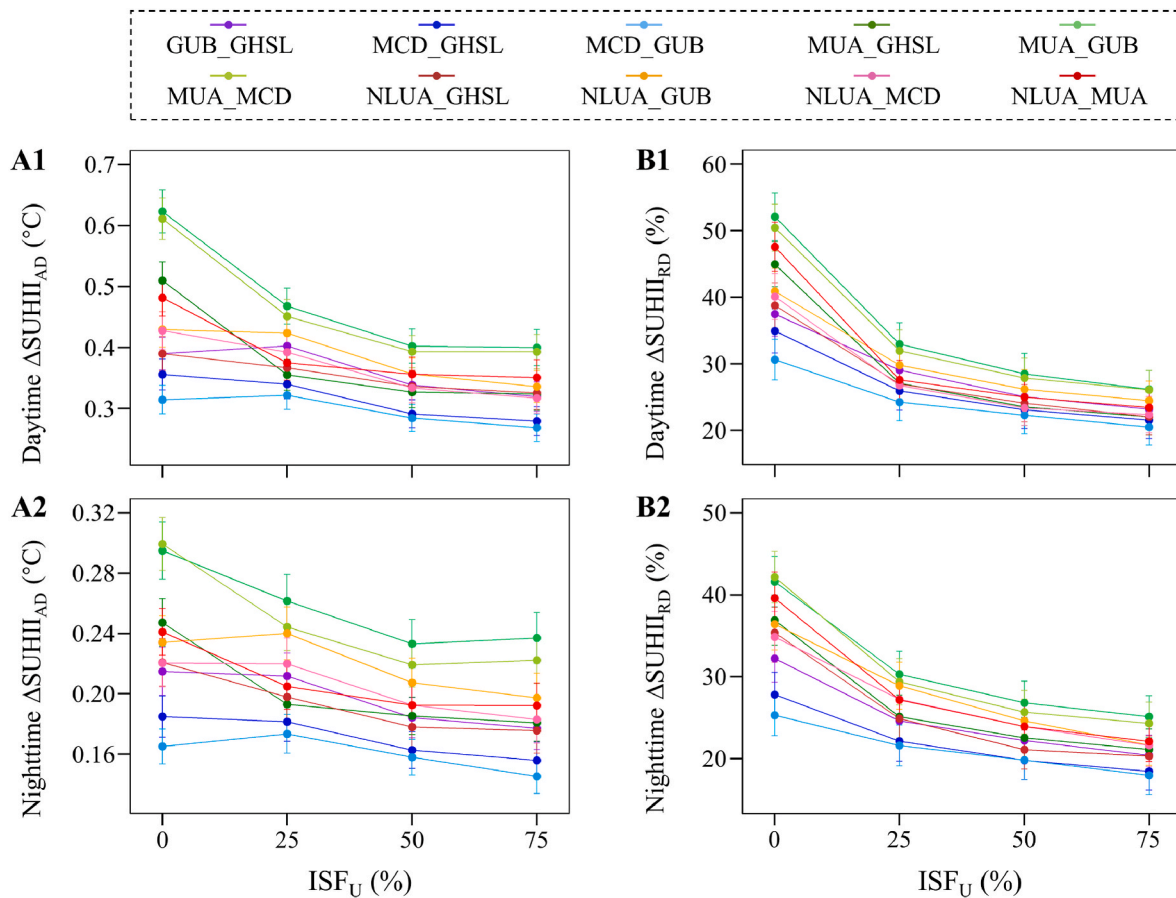 GUB_GHSL MCD_GHSL MCD_GUB MUA_GHSL MUA_GUB
MUA_MCD NLUA_GHSL NLUA_GUB NLUA_MCD NLUA_MUA
A1
Daytime ΔSUHII_AD (°C)
0.7
0.6
0.5
0.4
0.3
B1
Daytime ΔSUHII_RD (%)
60
50
40
30
20
A2
Nighttime ΔSUHII_AD (°C)
0.32
0.28
0.24
0.20
0.16
0 25 50 75
ISF_U (%)
B2
Nighttime ΔSUHII_RD (%)
50
40
30
20
0 25 50 75
ISF_U (%)